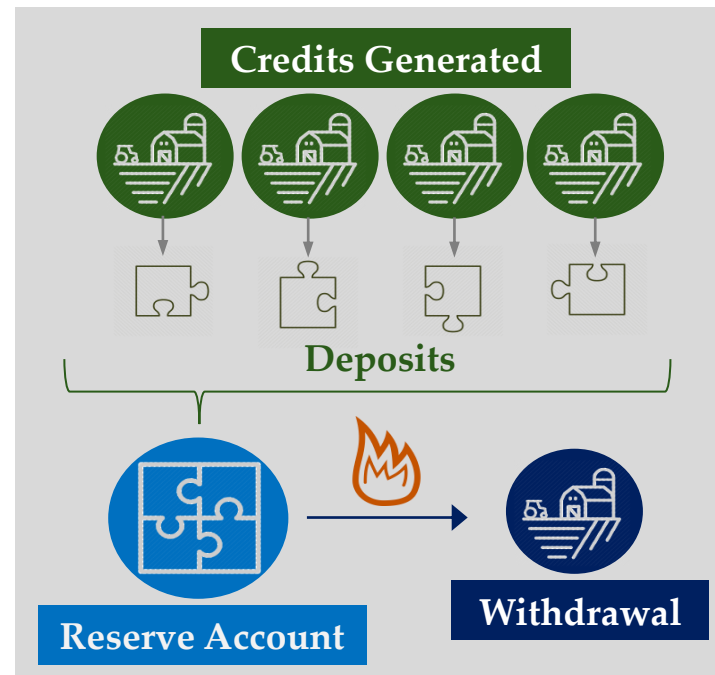 Credits Generated
Deposits
Reserve Account
Withdrawal